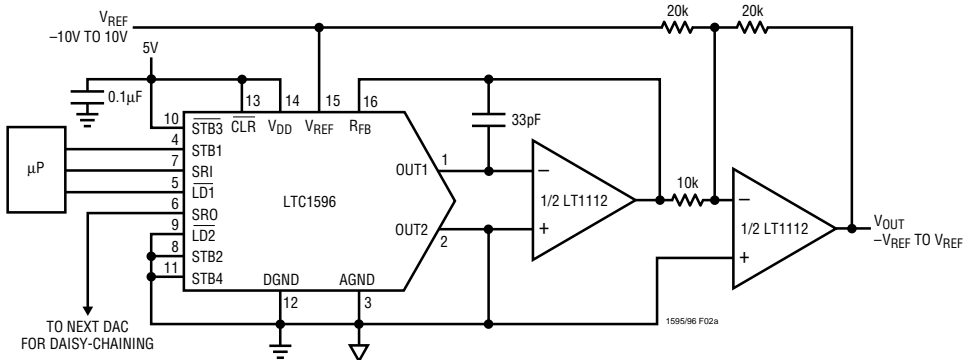 VREF
–10V TO 10V
5V
20k
20k
0.1µF
13
14
15
16
10
STB3
CLR
VDD
VREF
RFB
33pF
4
STB1
µP
7
SRI
5
LD1
6
SRO
9
LD2
8
STB2
11
STB4
LTC1596
OUT1
1
OUT2
2
DGND
AGND
12
3
–
+
1/2 LT1112
10k
–
+
1/2 LT1112
VOUT
–VREF TO VREF
TO NEXT DAC
FOR DAISY-CHAINING
1595/96 F02a